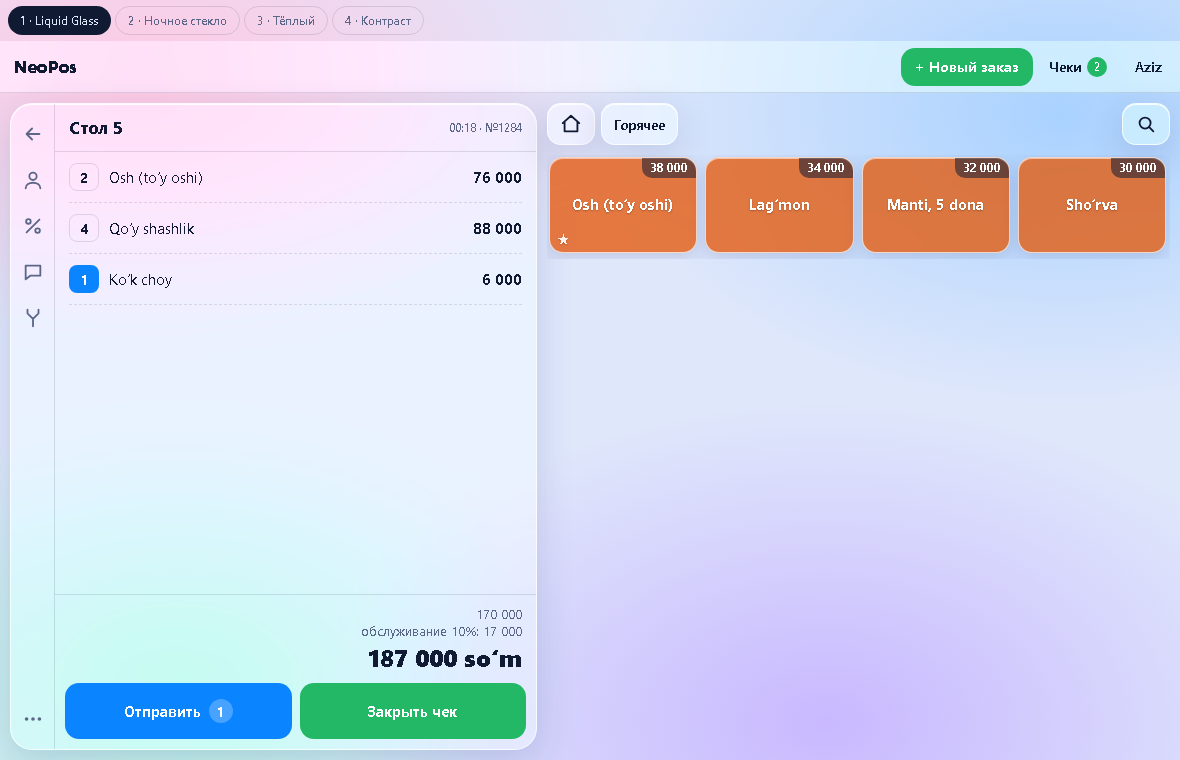 1 · Liquid Glass 2 · Ночное стекло 3 · Тёплый 4 · Контраст
NeoPos
+ Новый заказ Чеки 2 Aziz
Стол 5 00:18 · №1284
2 Osh (to‘y oshi) 76 000
4 Qo‘y shashlik 88 000
1 Ko‘k choy 6 000
170 000
обслуживание 10%: 17 000
187 000 so‘m
Отправить 1 Закрыть чек
Горячее
38 000 34 000 32 000 30 000
Osh (to‘y oshi) Lag‘mon Manti, 5 dona Sho‘rva